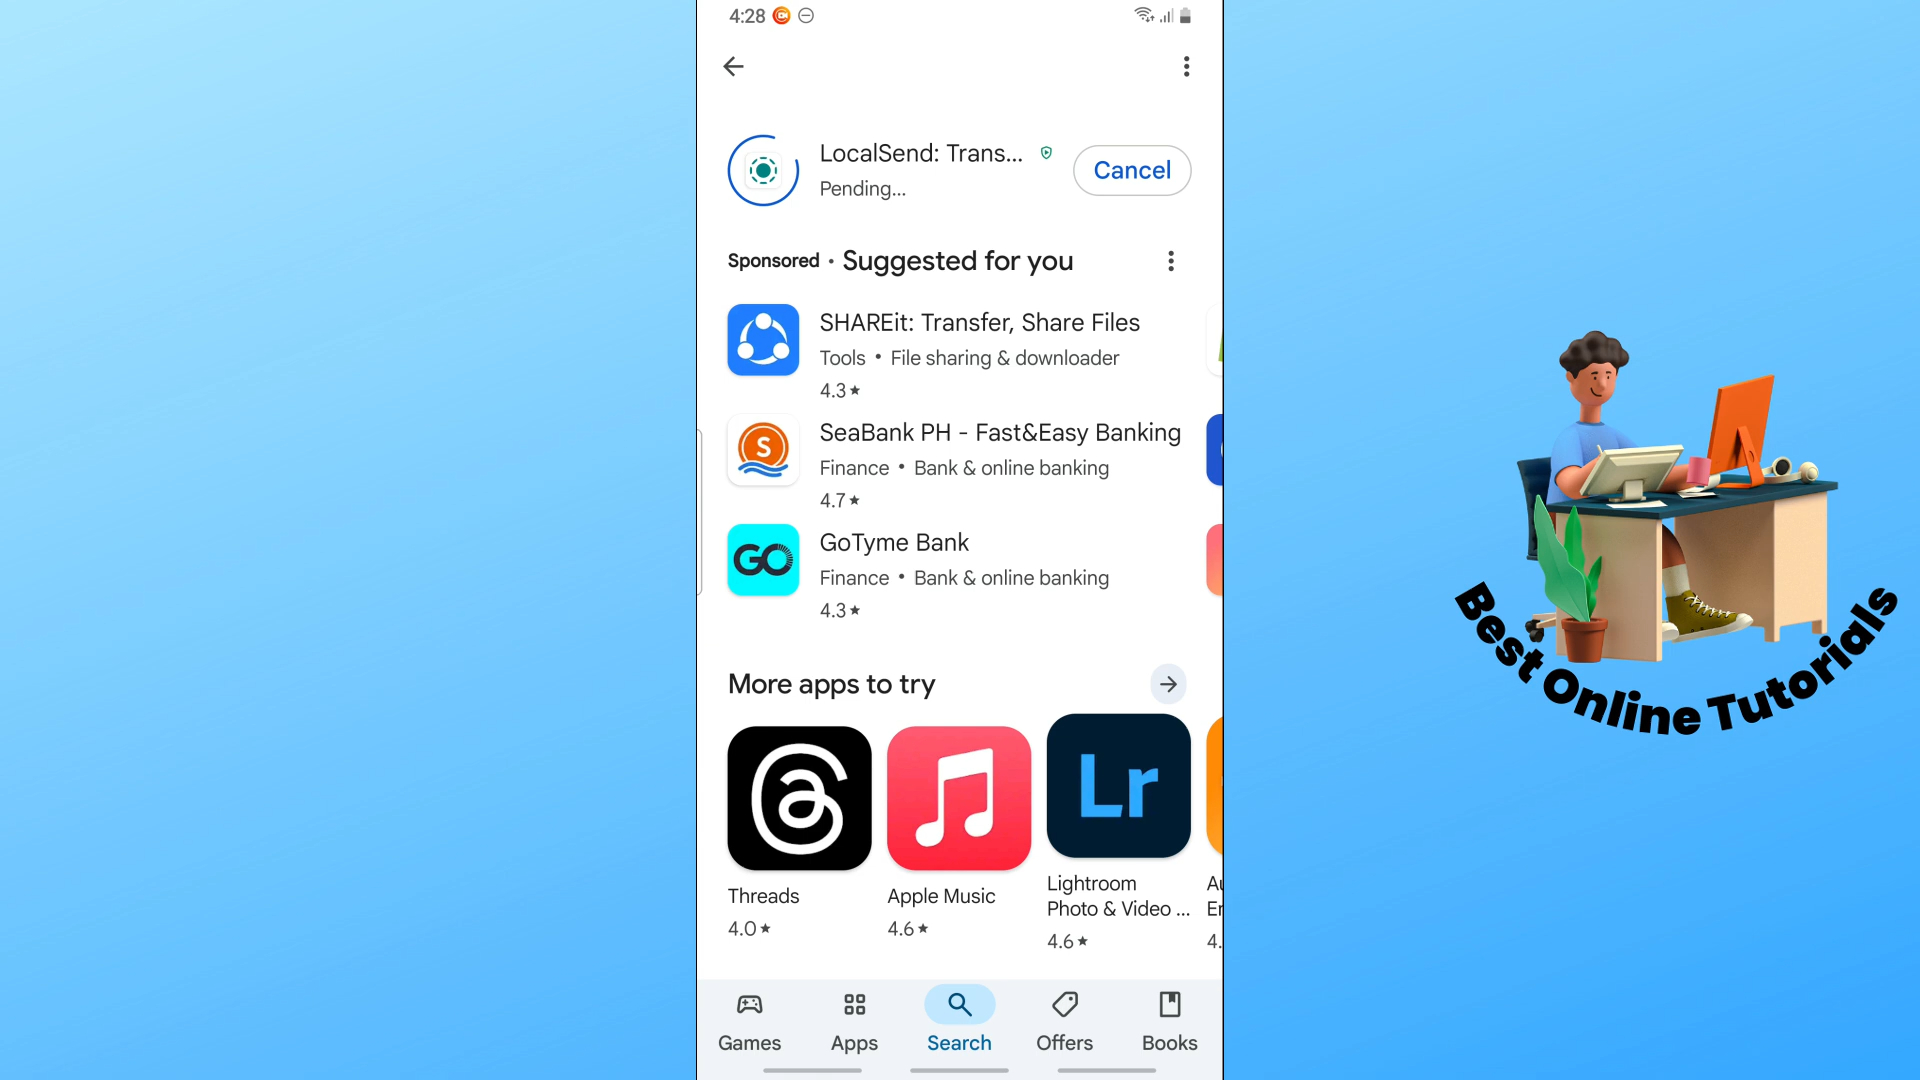 4:28
LocalSend: Trans...
Pending...
Cancel
Sponsored • Suggested for you
SHAREit: Transfer, Share Files
Tools • File sharing & downloader
4.3★
S
SeaBank PH - Fast&Easy Banking
Finance • Bank & online banking
4.7★
GO
GoTyme Bank
Finance • Bank & online banking
4.3★
More apps to try
Lr
Threads
4.0★
Apple Music
4.6★
Lightroom
Photo & Video ...
4.6★
Games
Apps
Search
Offers
Books
Best Online Tutorials